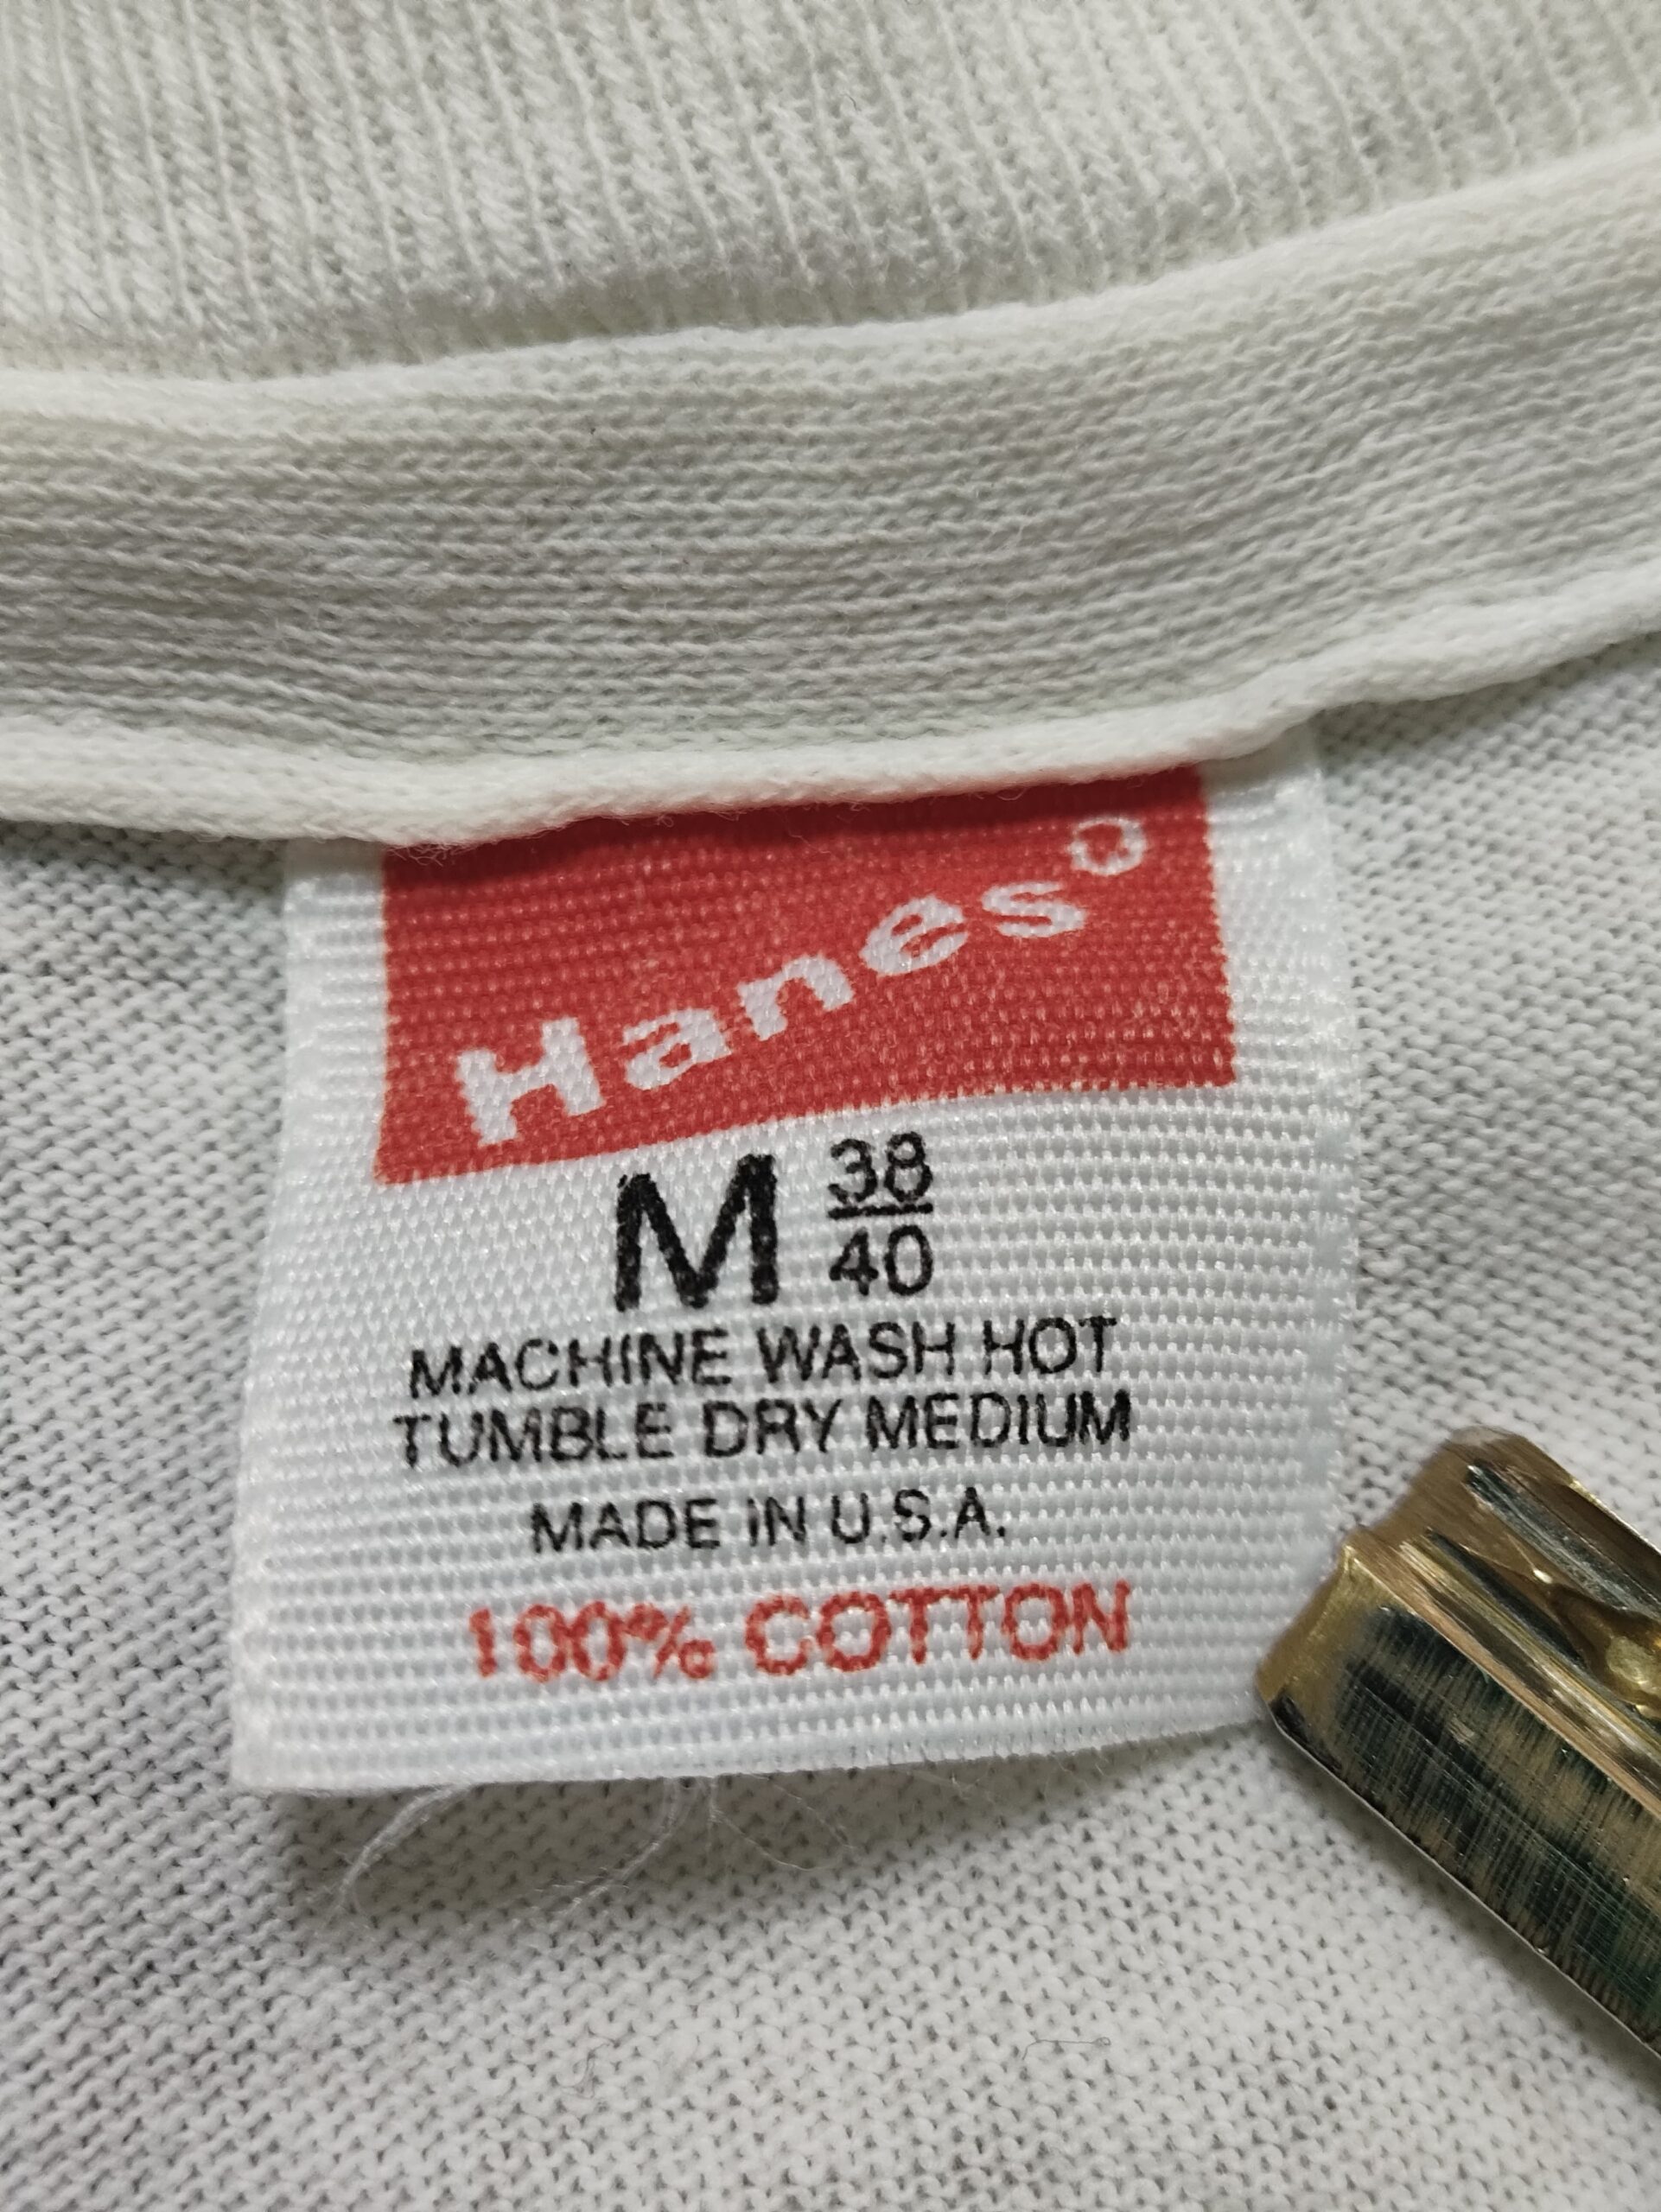 Hanes®
M 38/40
MACHINE WASH HOT
TUMBLE DRY MEDIUM
MADE IN U.S.A.
100% COTTON